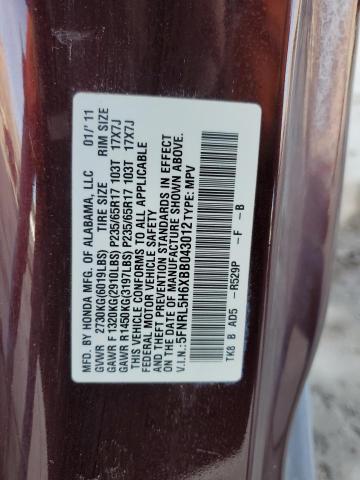 MFD. BY HONDA MFG. OF ALABAMA, LLC 01/ 11
GVWR 2730KG(6019LBS) TIRE SIZE RIM SIZE
GAWR F 1320KG(2910LBS) P235/65R17 103T 17X7J
GAWR R 1450KG(3197LBS) P235/65R17 103T 17X7J
THIS VEHICLE CONFORMS TO ALL APPLICABLE
FEDERAL MOTOR VEHICLE SAFETY
AND THEFT PREVENTION STANDARDS IN EFFECT
ON THE DATE OF MANUFACTURE SHOWN ABOVE.
V.I.N.:5FNRL5H6XBB043012 TYPE: MPV
TK8 B AD5 -R529P -F -B